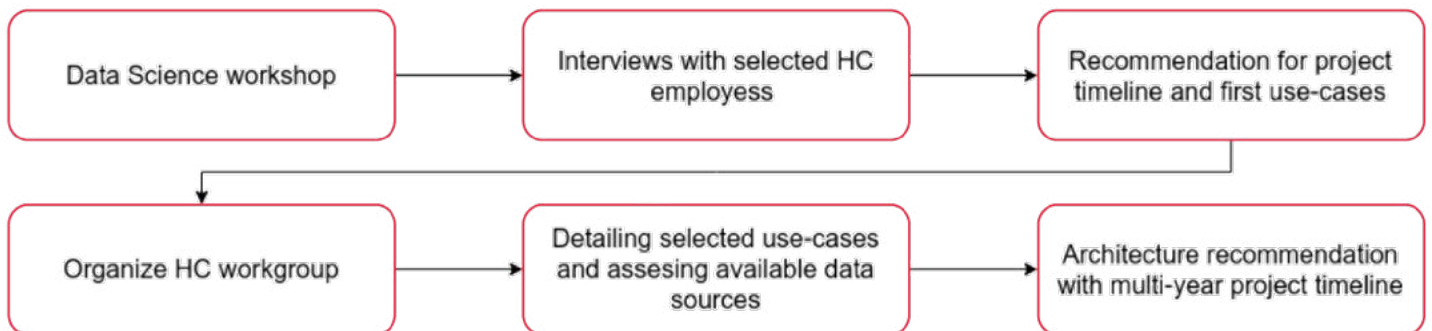 Data Science workshop
Interviews with selected HC
employess
Recommendation for project
timeline and first use-cases
Organize HC workgroup
Detailing selected use-cases
and assesing available data
sources
Architecture recommendation
with multi-year project timeline